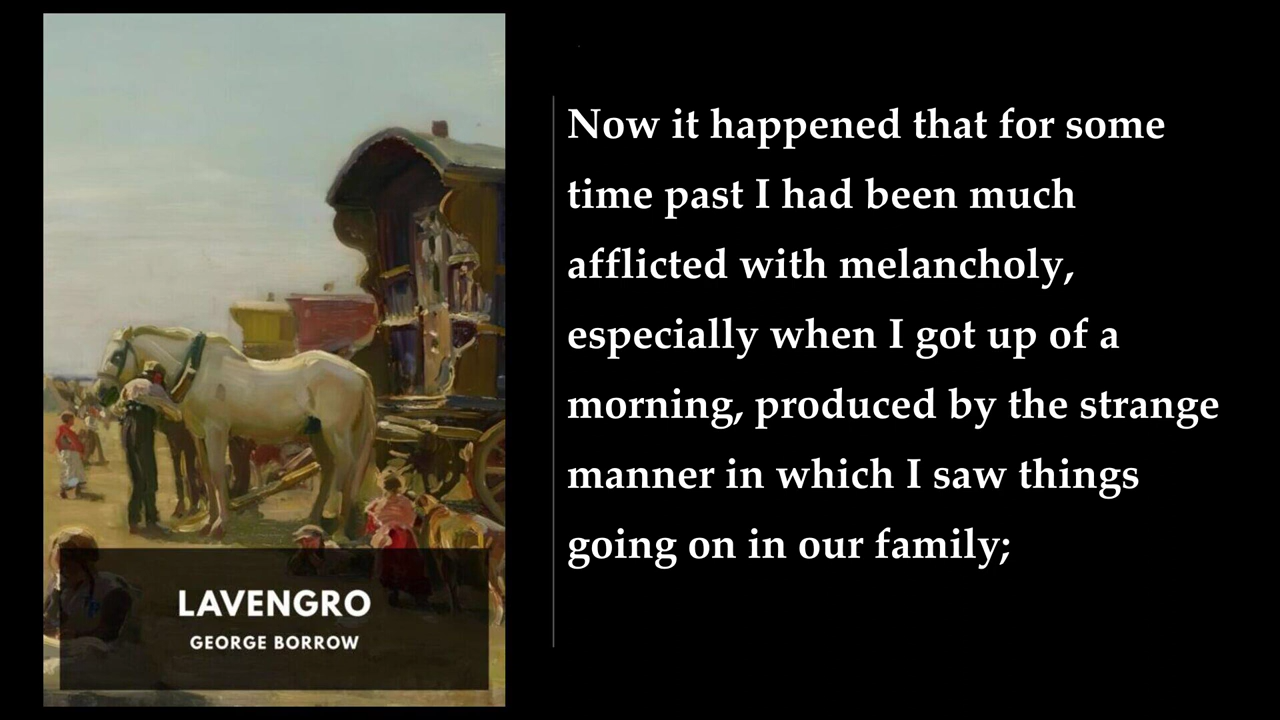 LAVENGRO
GEORGE BORROW
Now it happened that for some
time past I had been much
afflicted with melancholy,
especially when I got up of a
morning, produced by the strange
manner in which I saw things
going on in our family;